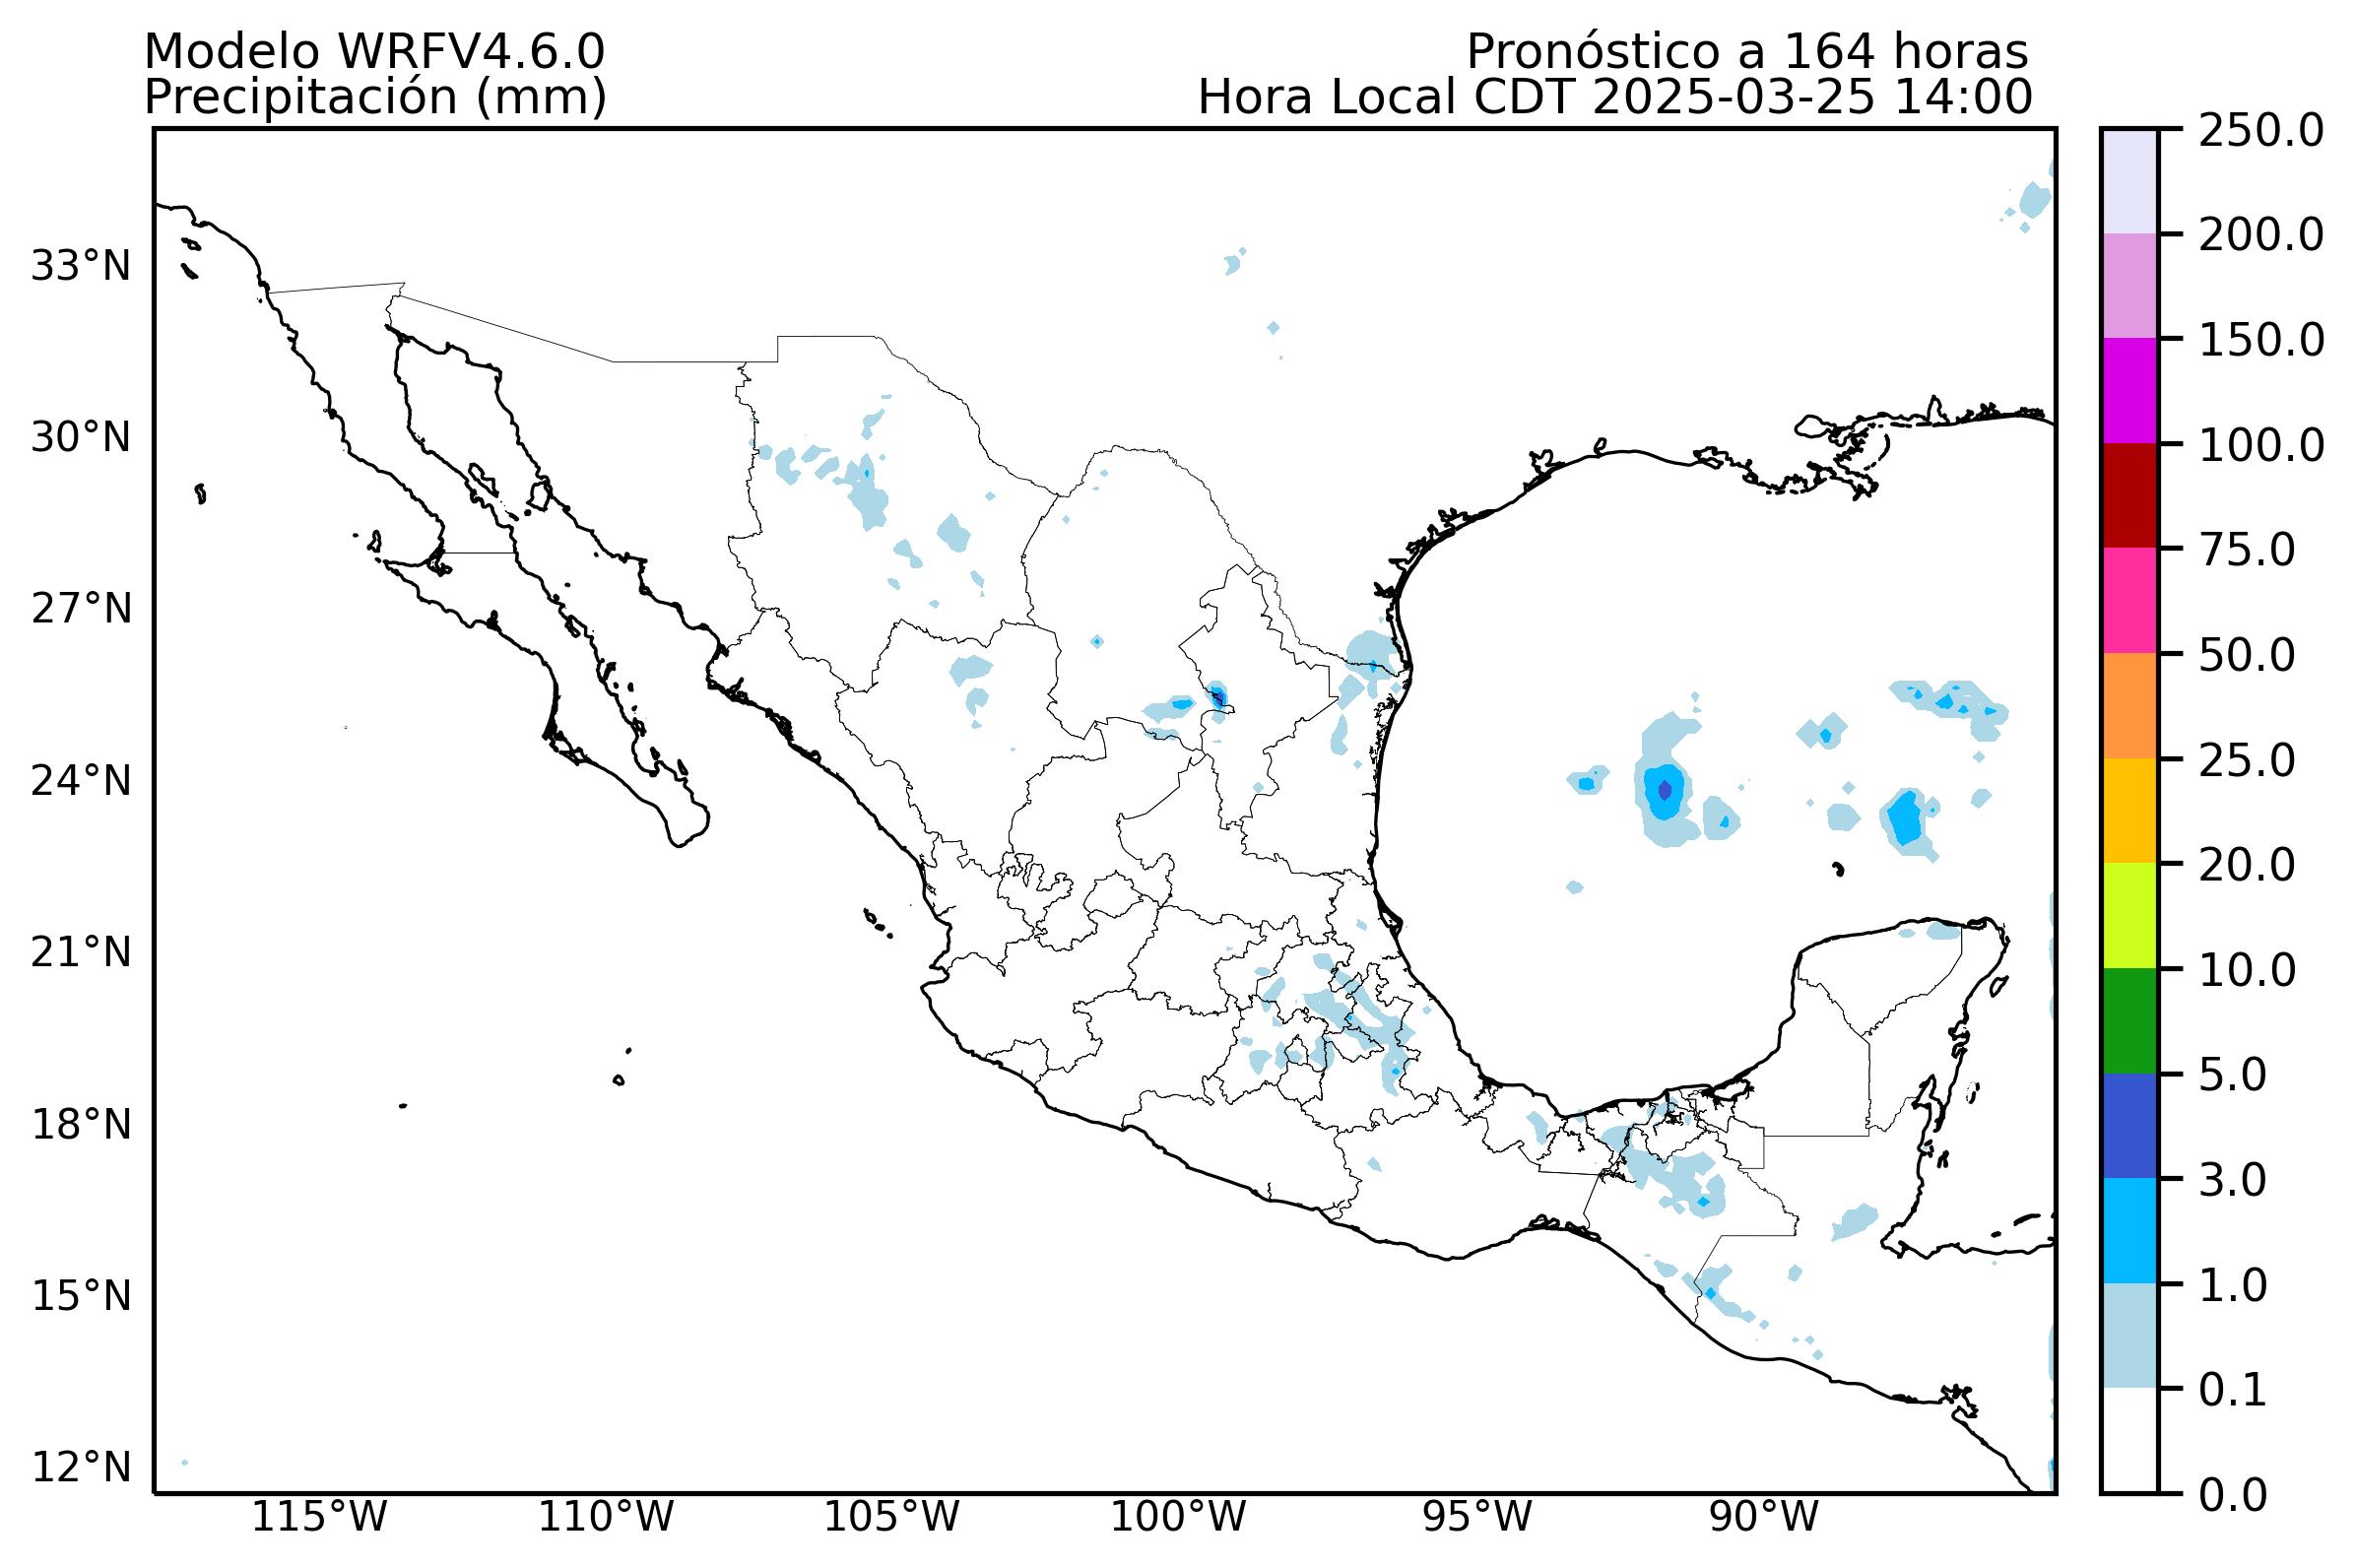 Modelo WRFV4.6.0
Precipitación (mm)
Pronóstico a 164 horas
Hora Local CDT 2025-03-25 14:00
33°N
30°N
27°N
24°N
21°N
18°N
15°N
12°N
115°W
110°W
105°W
100°W
95°W
90°W
250.0
200.0
150.0
100.0
75.0
50.0
25.0
20.0
10.0
5.0
3.0
1.0
0.1
0.0